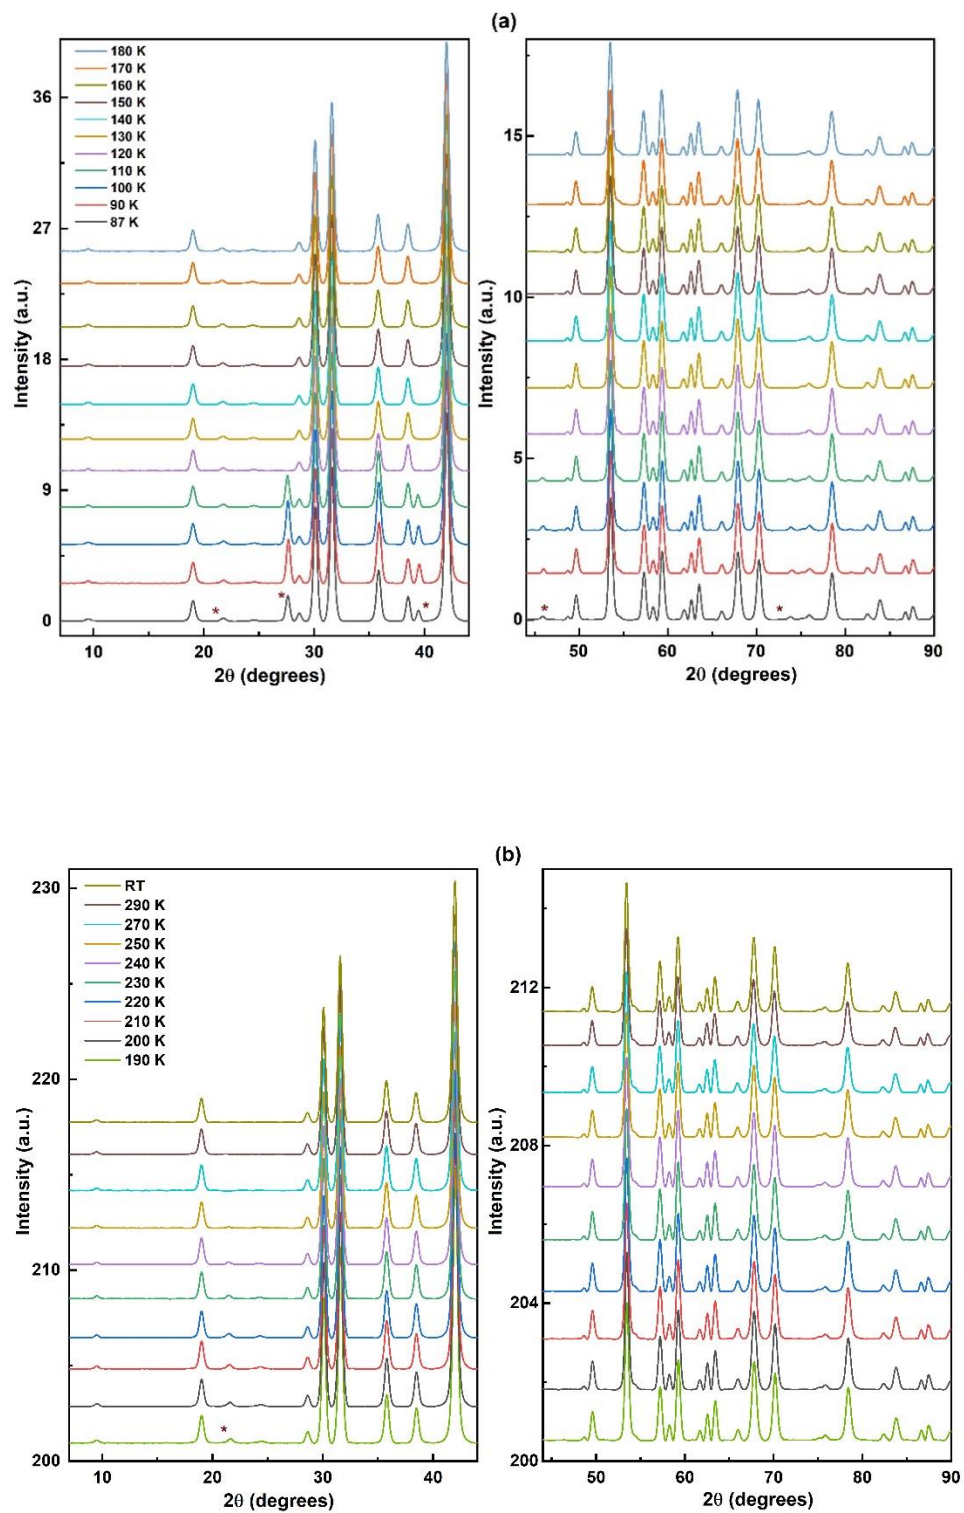 (a)
180 K
170 K
160 K
150 K
140 K
130 K
120 K
110 K
100 K
90 K
87 K
36
27
18
9
0
Intensity (a.u.)
10 20 30 40
2θ (degrees)
*
*
*
15
10
5
0
Intensity (a.u.)
50 60 70 80 90
2θ (degrees)
*
*
(b)
RT
290 K
270 K
250 K
240 K
230 K
220 K
210 K
200 K
190 K
230
220
210
200
Intensity (a.u.)
10 20 30 40
2θ (degrees)
*
212
208
204
200
Intensity (a.u.)
50 60 70 80 90
2θ (degrees)